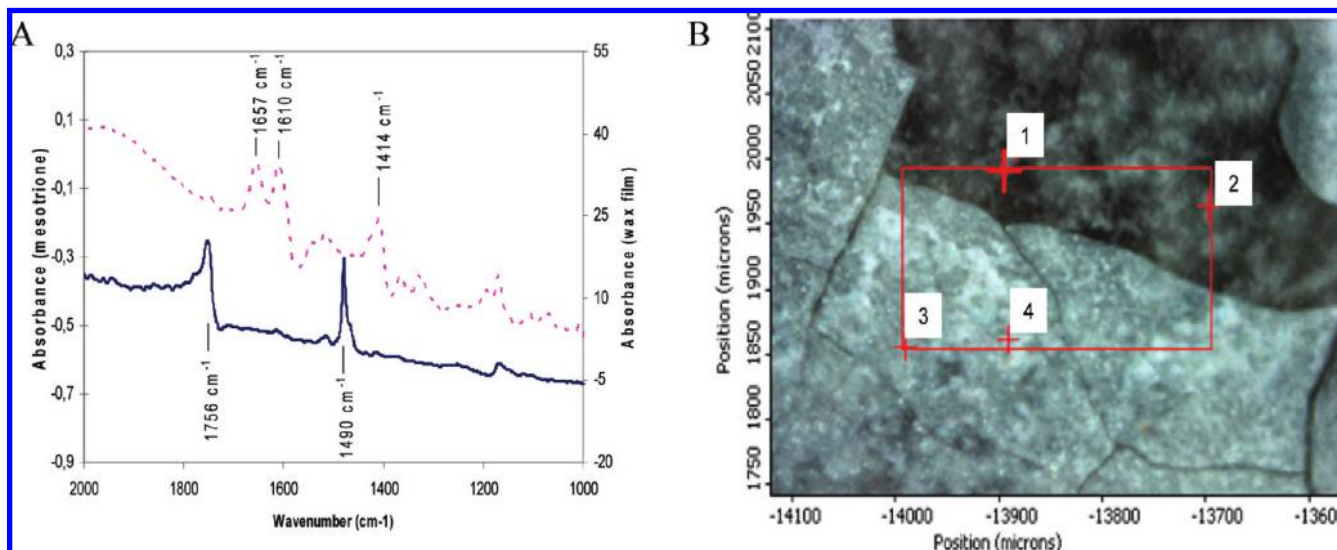 A
0,3
0,1
-0,1
-0,3
-0,5
-0,7
-0,9
Absorbance (mesotrione)
55
40
25
10
-5
-20
Absorbance (wax film)
1657 cm-1
1610 cm-1
1414 cm-1
1756 cm-1
1490 cm-1
2000 1800 1600 1400 1200 1000
Wavenumber (cm-1)
B
2100
2050
2000
1950
1900
1850
1800
1750
Position (microns)
1
2
3
4
-14100 -14000 -13900 -13800 -13700 -1360
Position (microns)